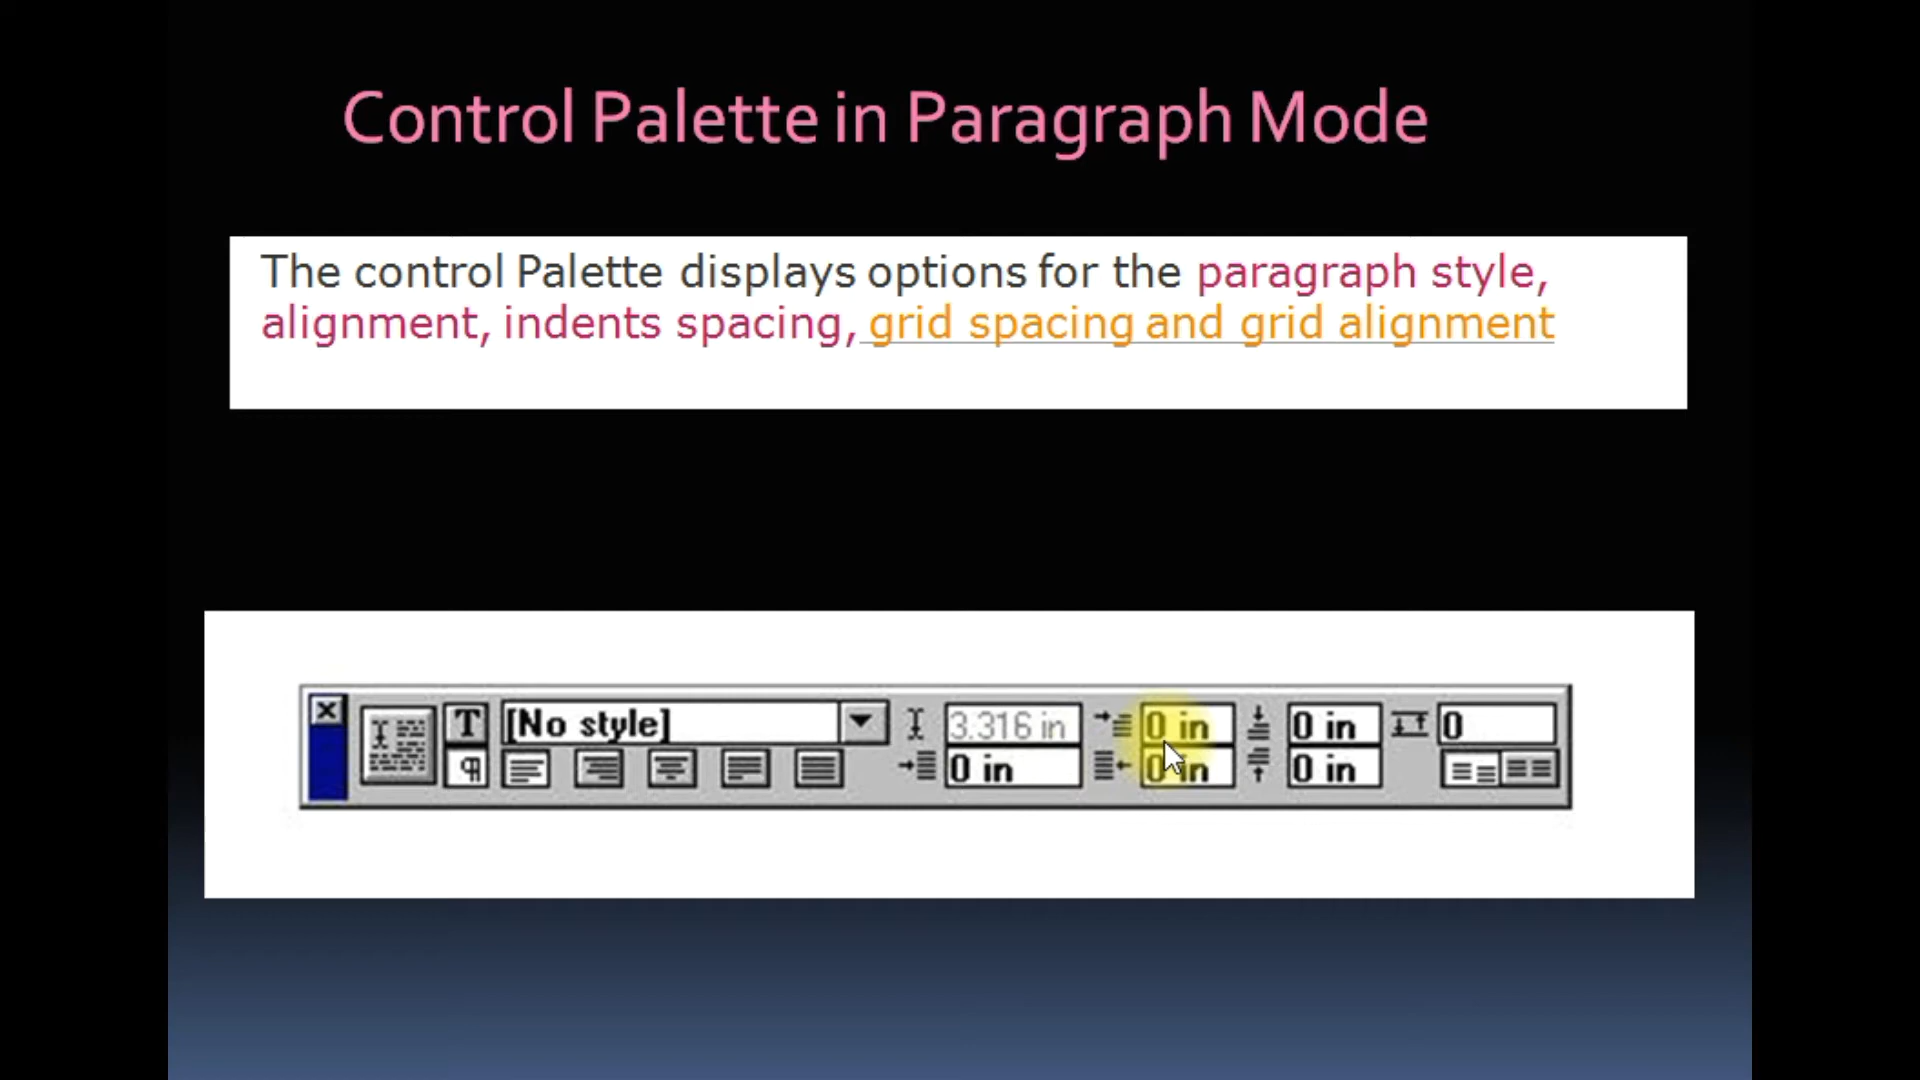 Control Palette in Paragraph Mode
The control Palette displays options for the paragraph style,
alignment, indents spacing, grid spacing and grid alignment
T [No style] 3.316 in 0 in 0 in 0
¶ 0 in 0 in 0 in